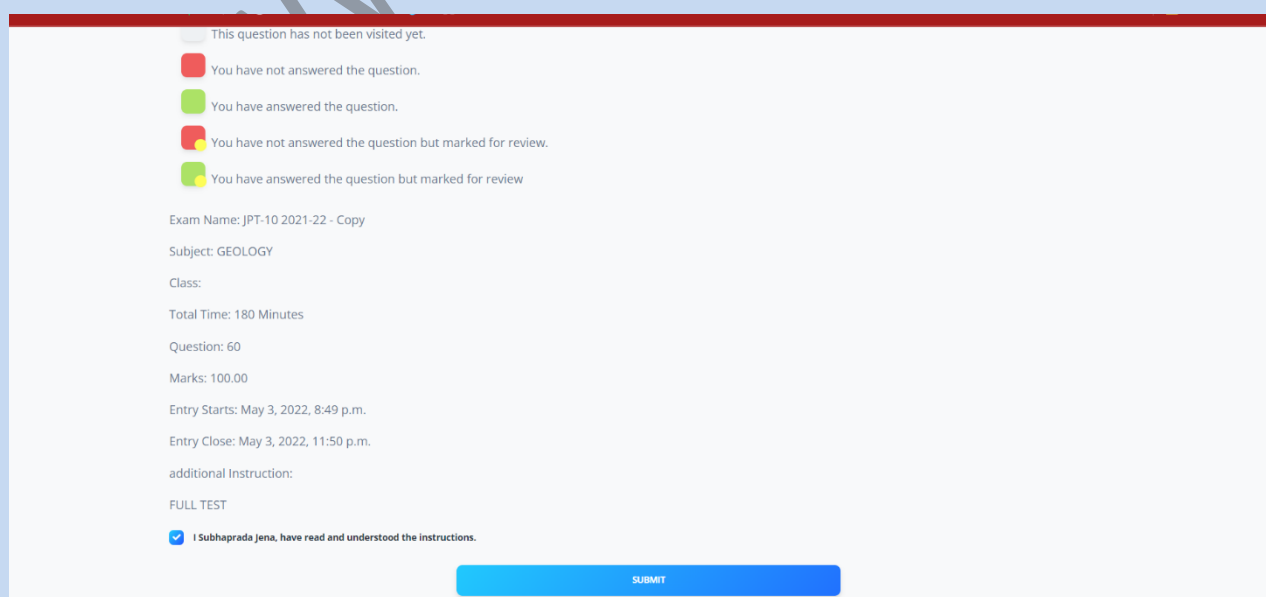 This question has not been visited yet.
You have not answered the question.
You have answered the question.
You have not answered the question but marked for review.
You have answered the question but marked for review
Exam Name: JPT-10 2021-22 - Copy
Subject: GEOLOGY
Class:
Total Time: 180 Minutes
Question: 60
Marks: 100.00
Entry Starts: May 3, 2022, 8:49 p.m.
Entry Close: May 3, 2022, 11:50 p.m.
additional Instruction:
FULL TEST
I Subhaprada Jena, have read and understood the instructions.
SUBMIT